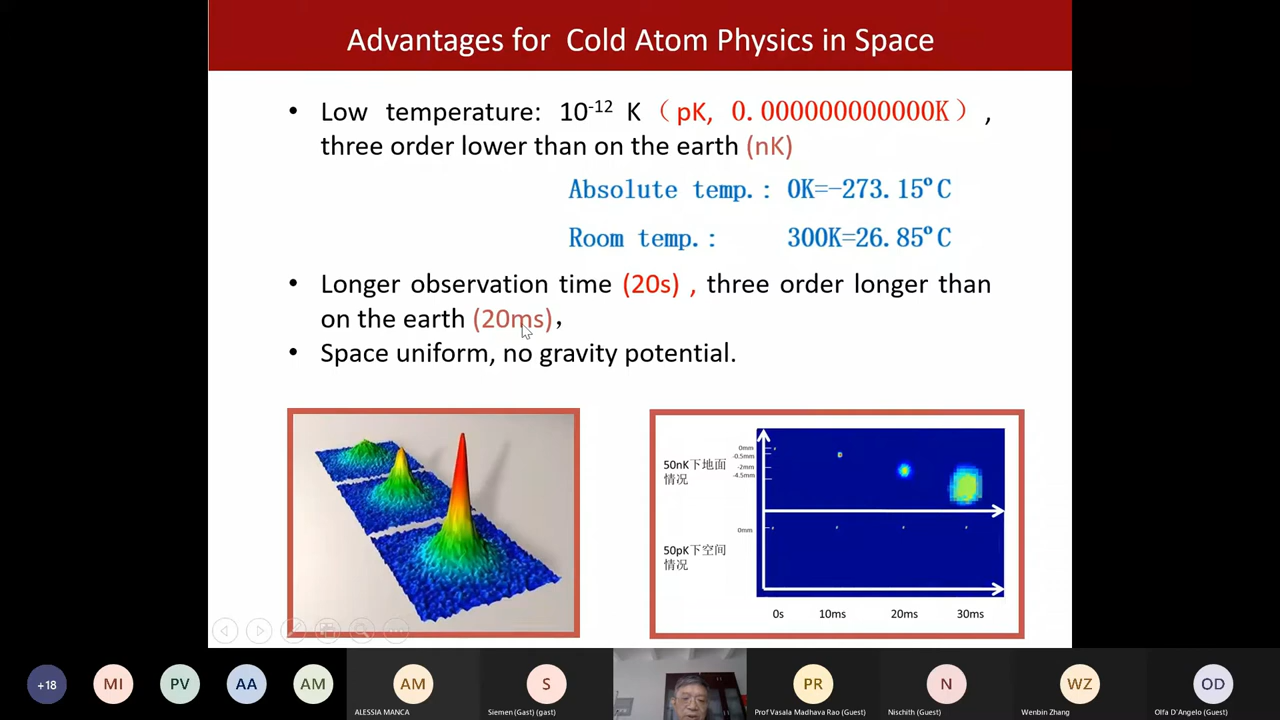 Advantages for Cold Atom Physics in Space
• Low temperature: 10⁻¹² K（pK, 0.000000000000K）,
three order lower than on the earth (nK)
Absolute temp.: 0K=-273.15°C
Room temp.: 300K=26.85°C
• Longer observation time (20s) , three order longer than
on the earth (20ms)，
• Space uniform, no gravity potential.
50nK下地面
情况
0mm
-0.5mm
-2mm
-4.5mm
50pK下空间
情况
0mm
0s 10ms 20ms 30ms
+18 MI PV AA AM AM S PR N WZ OD
ALESSIA MANCA Siemen (Gast) (gast) Prof Vasala Madhava Rao (Guest) Nischith (Guest) Wenbin Zhang Olfa D'Angelo (Guest)